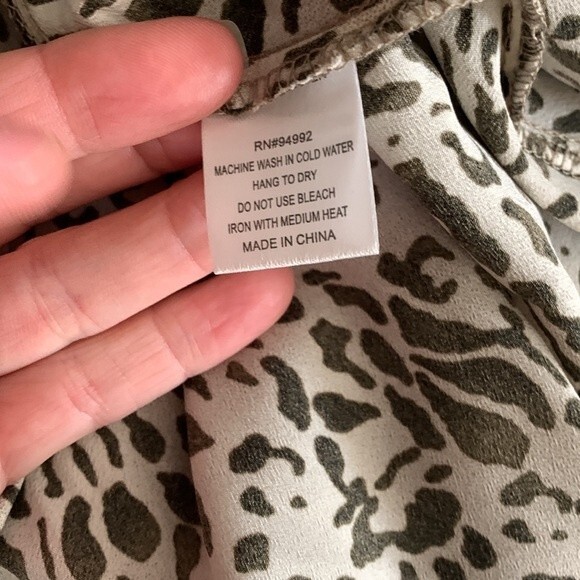 RN#94992
MACHINE WASH IN COLD WATER
HANG TO DRY
DO NOT USE BLEACH
IRON WITH MEDIUM HEAT
MADE IN CHINA